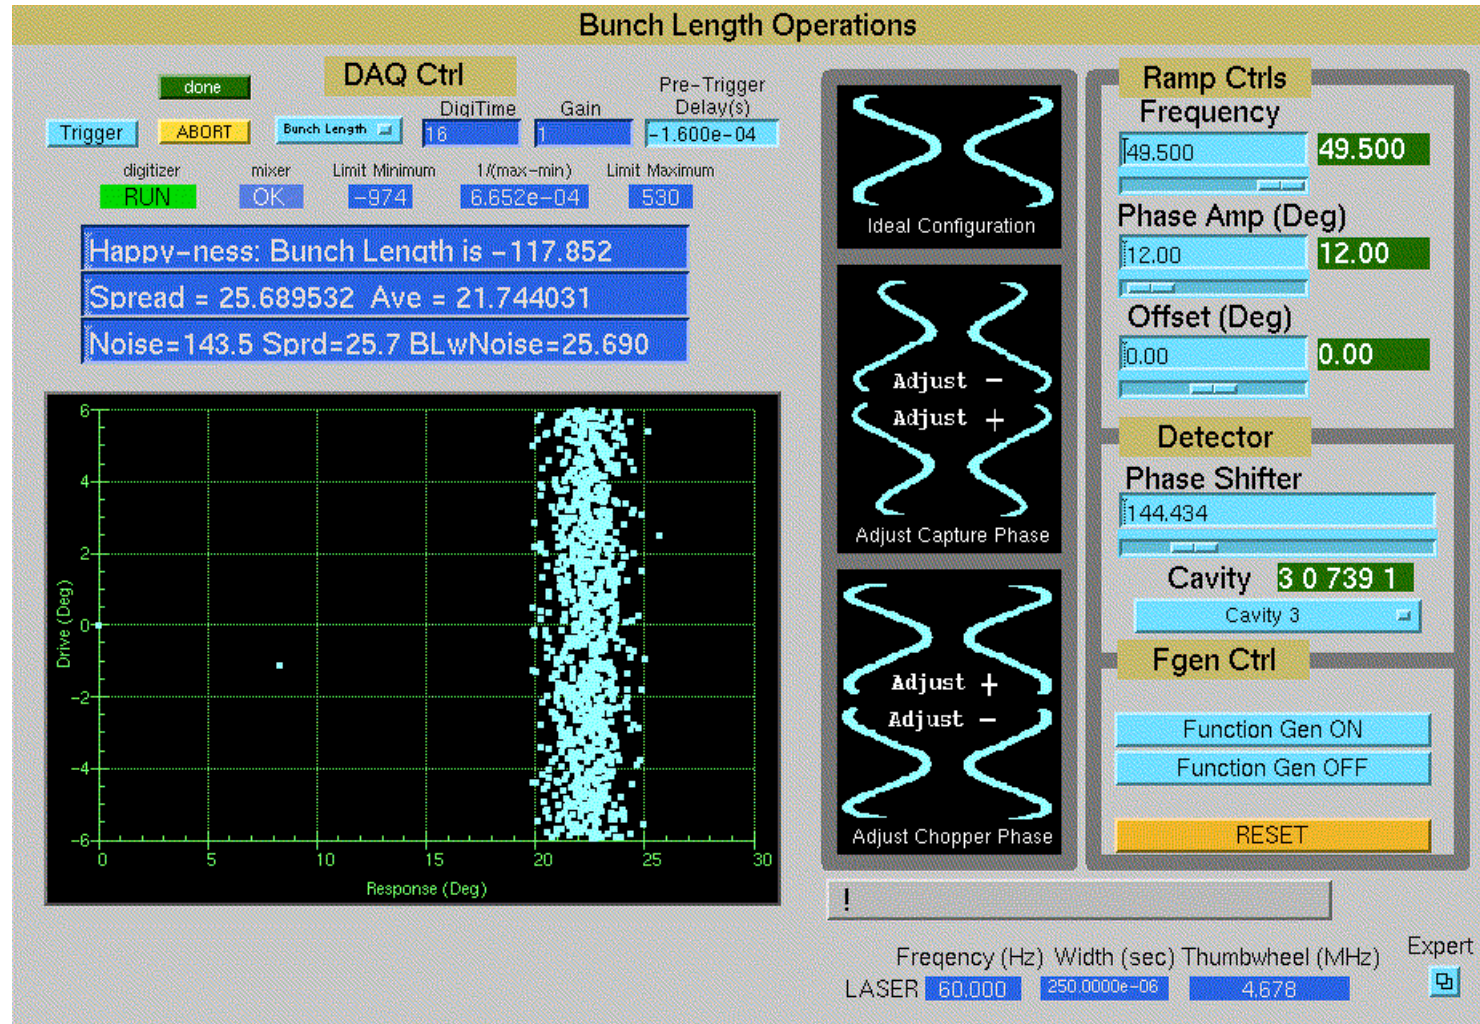 Bunch Length Operations
DAQ Ctrl
done
Trigger
ABORT
Bunch Length
DigiTime
16
Gain
1
Pre-Trigger
Delay(s)
-1.600e-04
digitizer
RUN
mixer
OK
Limit Minimum
-974
1/(max-min)
6.652e-04
Limit Maximum
530
Happy-ness: Bunch Length is -117.852
Spread = 25.689532 Ave = 21.744031
Noise=143.5 Sprd=25.7 BLwNoise=25.690
6
4
2
0
-2
-4
-6
Drive (Deg)
0 5 10 15 20 25 30
Response (Deg)
Ideal Configuration
Adjust -
Adjust +
Adjust Capture Phase
Adjust +
Adjust -
Adjust Chopper Phase
Ramp Ctrls
Frequency
49.500 49.500
Phase Amp (Deg)
12.00 12.00
Offset (Deg)
0.00 0.00
Detector
Phase Shifter
144.434
Cavity 3 0 739 1
Cavity 3
Fgen Ctrl
Function Gen ON
Function Gen OFF
RESET
!
Freqency (Hz) Width (sec) Thumbwheel (MHz)
LASER 60.000 250.0000e-06 4.678
Expert